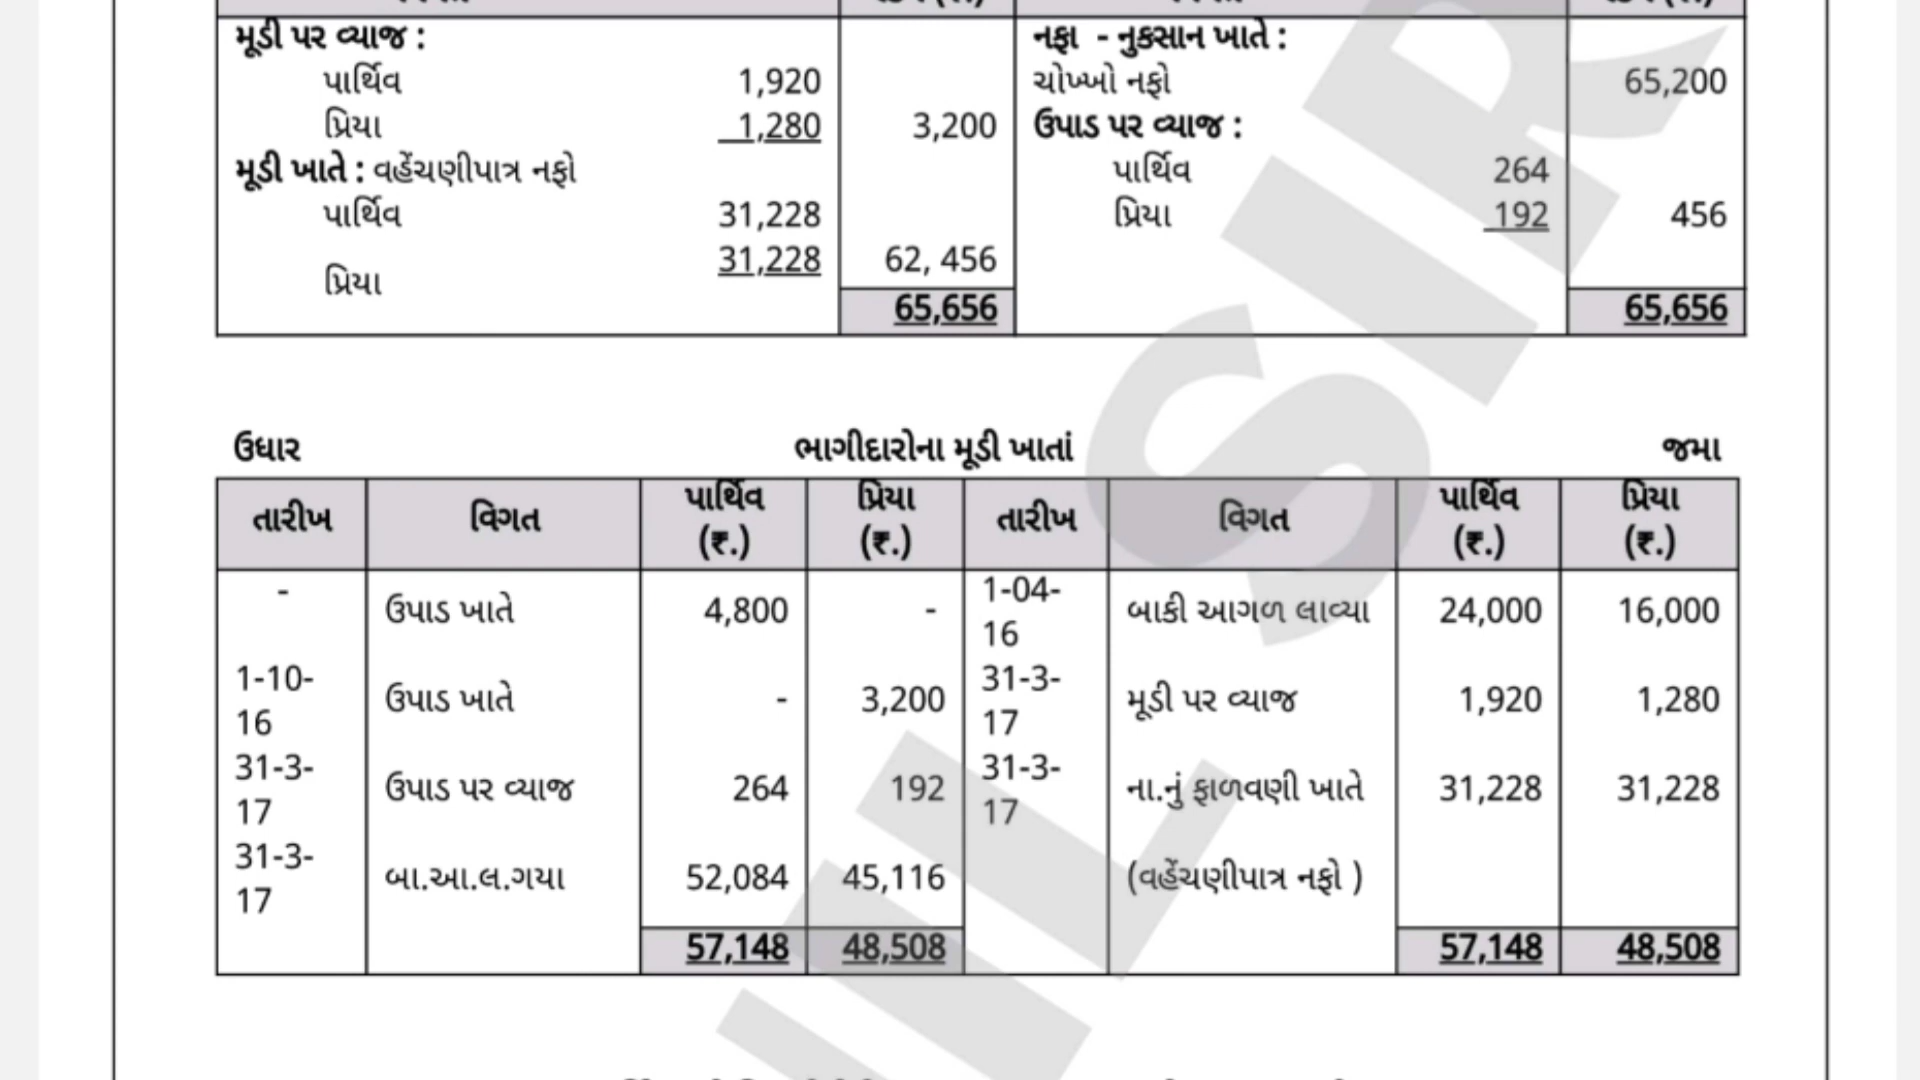 મૂડી પર વ્યાજ : નફા - નુકસાન ખાતે :
પાર્થિવ 1,920 ચોખ્ખો નફો 65,200
પ્રિયા 1,280 3,200 ઉપાડ પર વ્યાજ :
મૂડી ખાતે : વહેંચણીપાત્ર નફો પાર્થિવ 264
પાર્થિવ 31,228 પ્રિયા 192 456
31,228 62, 456
પ્રિયા
65,656 65,656
ઉધાર ભાગીદારોના મૂડી ખાતાં જમા
તારીખ વિગત પાર્થિવ (₹.) પ્રિયા (₹.) તારીખ વિગત પાર્થિવ (₹.) પ્રિયા (₹.)
- ઉપાડ ખાતે 4,800 - 1-04-16 બાકી આગળ લાવ્યા 24,000 16,000
1-10-16 ઉપાડ ખાતે - 3,200 31-3-17 મૂડી પર વ્યાજ 1,920 1,280
31-3-17 ઉપાડ પર વ્યાજ 264 192 31-3-17 ના.નું ફાળવણી ખાતે 31,228 31,228
31-3-17 બા.આ.લ.ગયા 52,084 45,116 (વહેંચણીપાત્ર નફો )
57,148 48,508 57,148 48,508
SIR